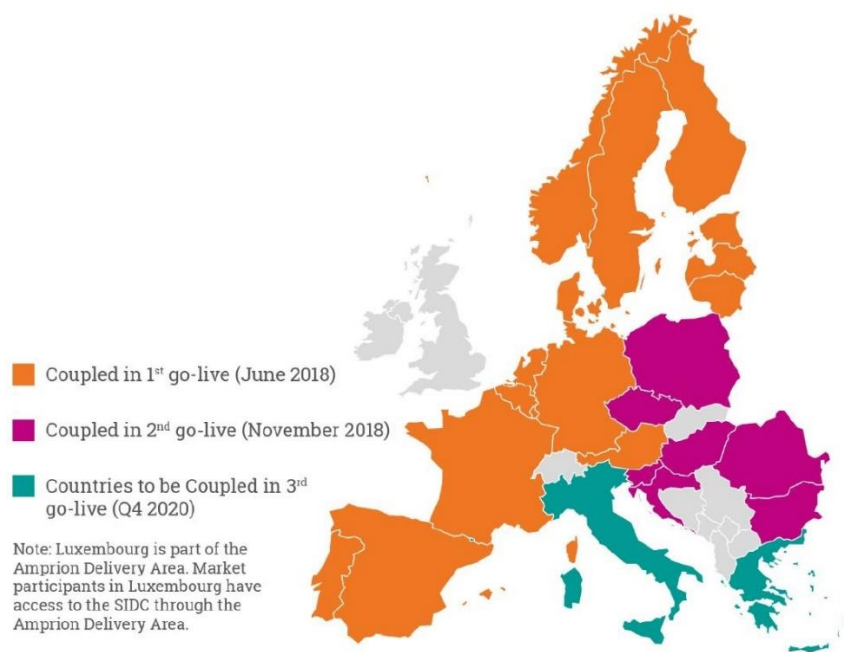 Coupled in 1st go-live (June 2018)
Coupled in 2nd go-live (November 2018)
Countries to be Coupled in 3rd
go-live (Q4 2020)
Note: Luxembourg is part of the
Amprion Delivery Area. Market
participants in Luxembourg have
access to the SIDC through the
Amprion Delivery Area.